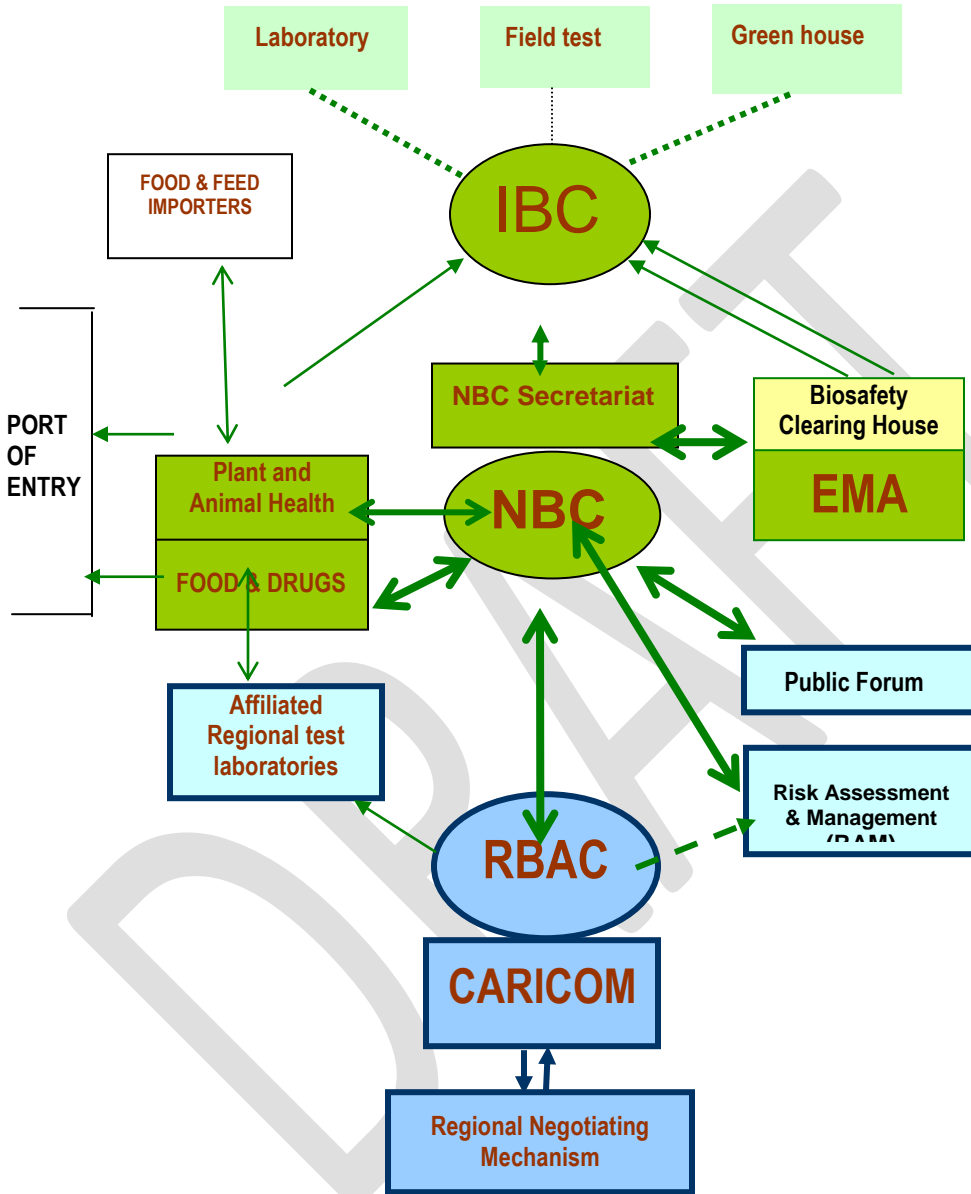 Laboratory
Field test
Green house
IBC
FOOD & FEED
IMPORTERS
NBC Secretariat
Biosafety
Clearing House
EMA
PORT
OF
ENTRY
Plant and
Animal Health
FOOD & DRUGS
NBC
Public Forum
Affiliated
Regional test
laboratories
Risk Assessment
& Management
(RAM)
RBAC
CARICOM
Regional Negotiating
Mechanism
DRAFT